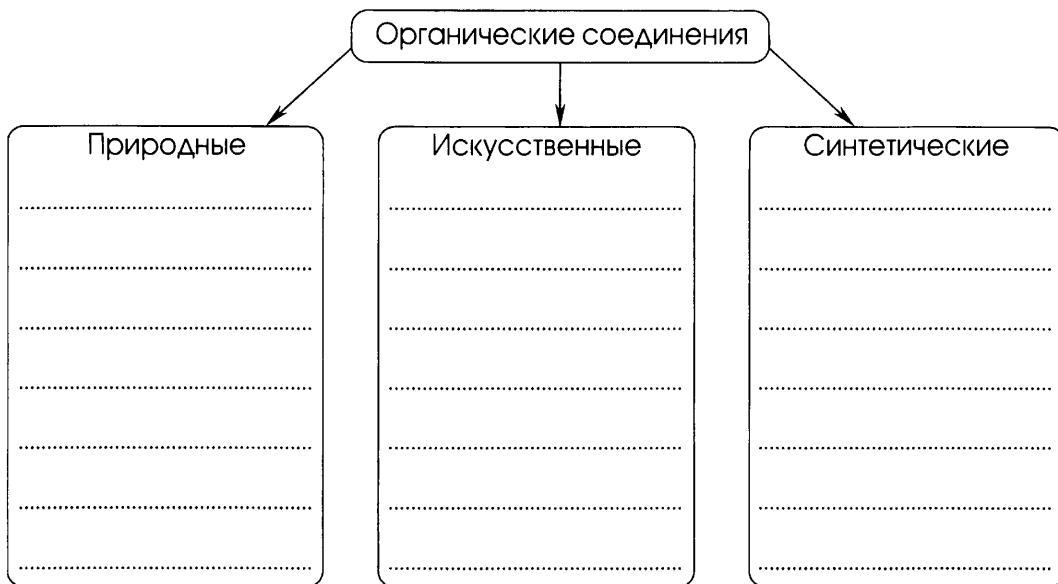 Органические соединения
Природные
Искусственные
Синтетические